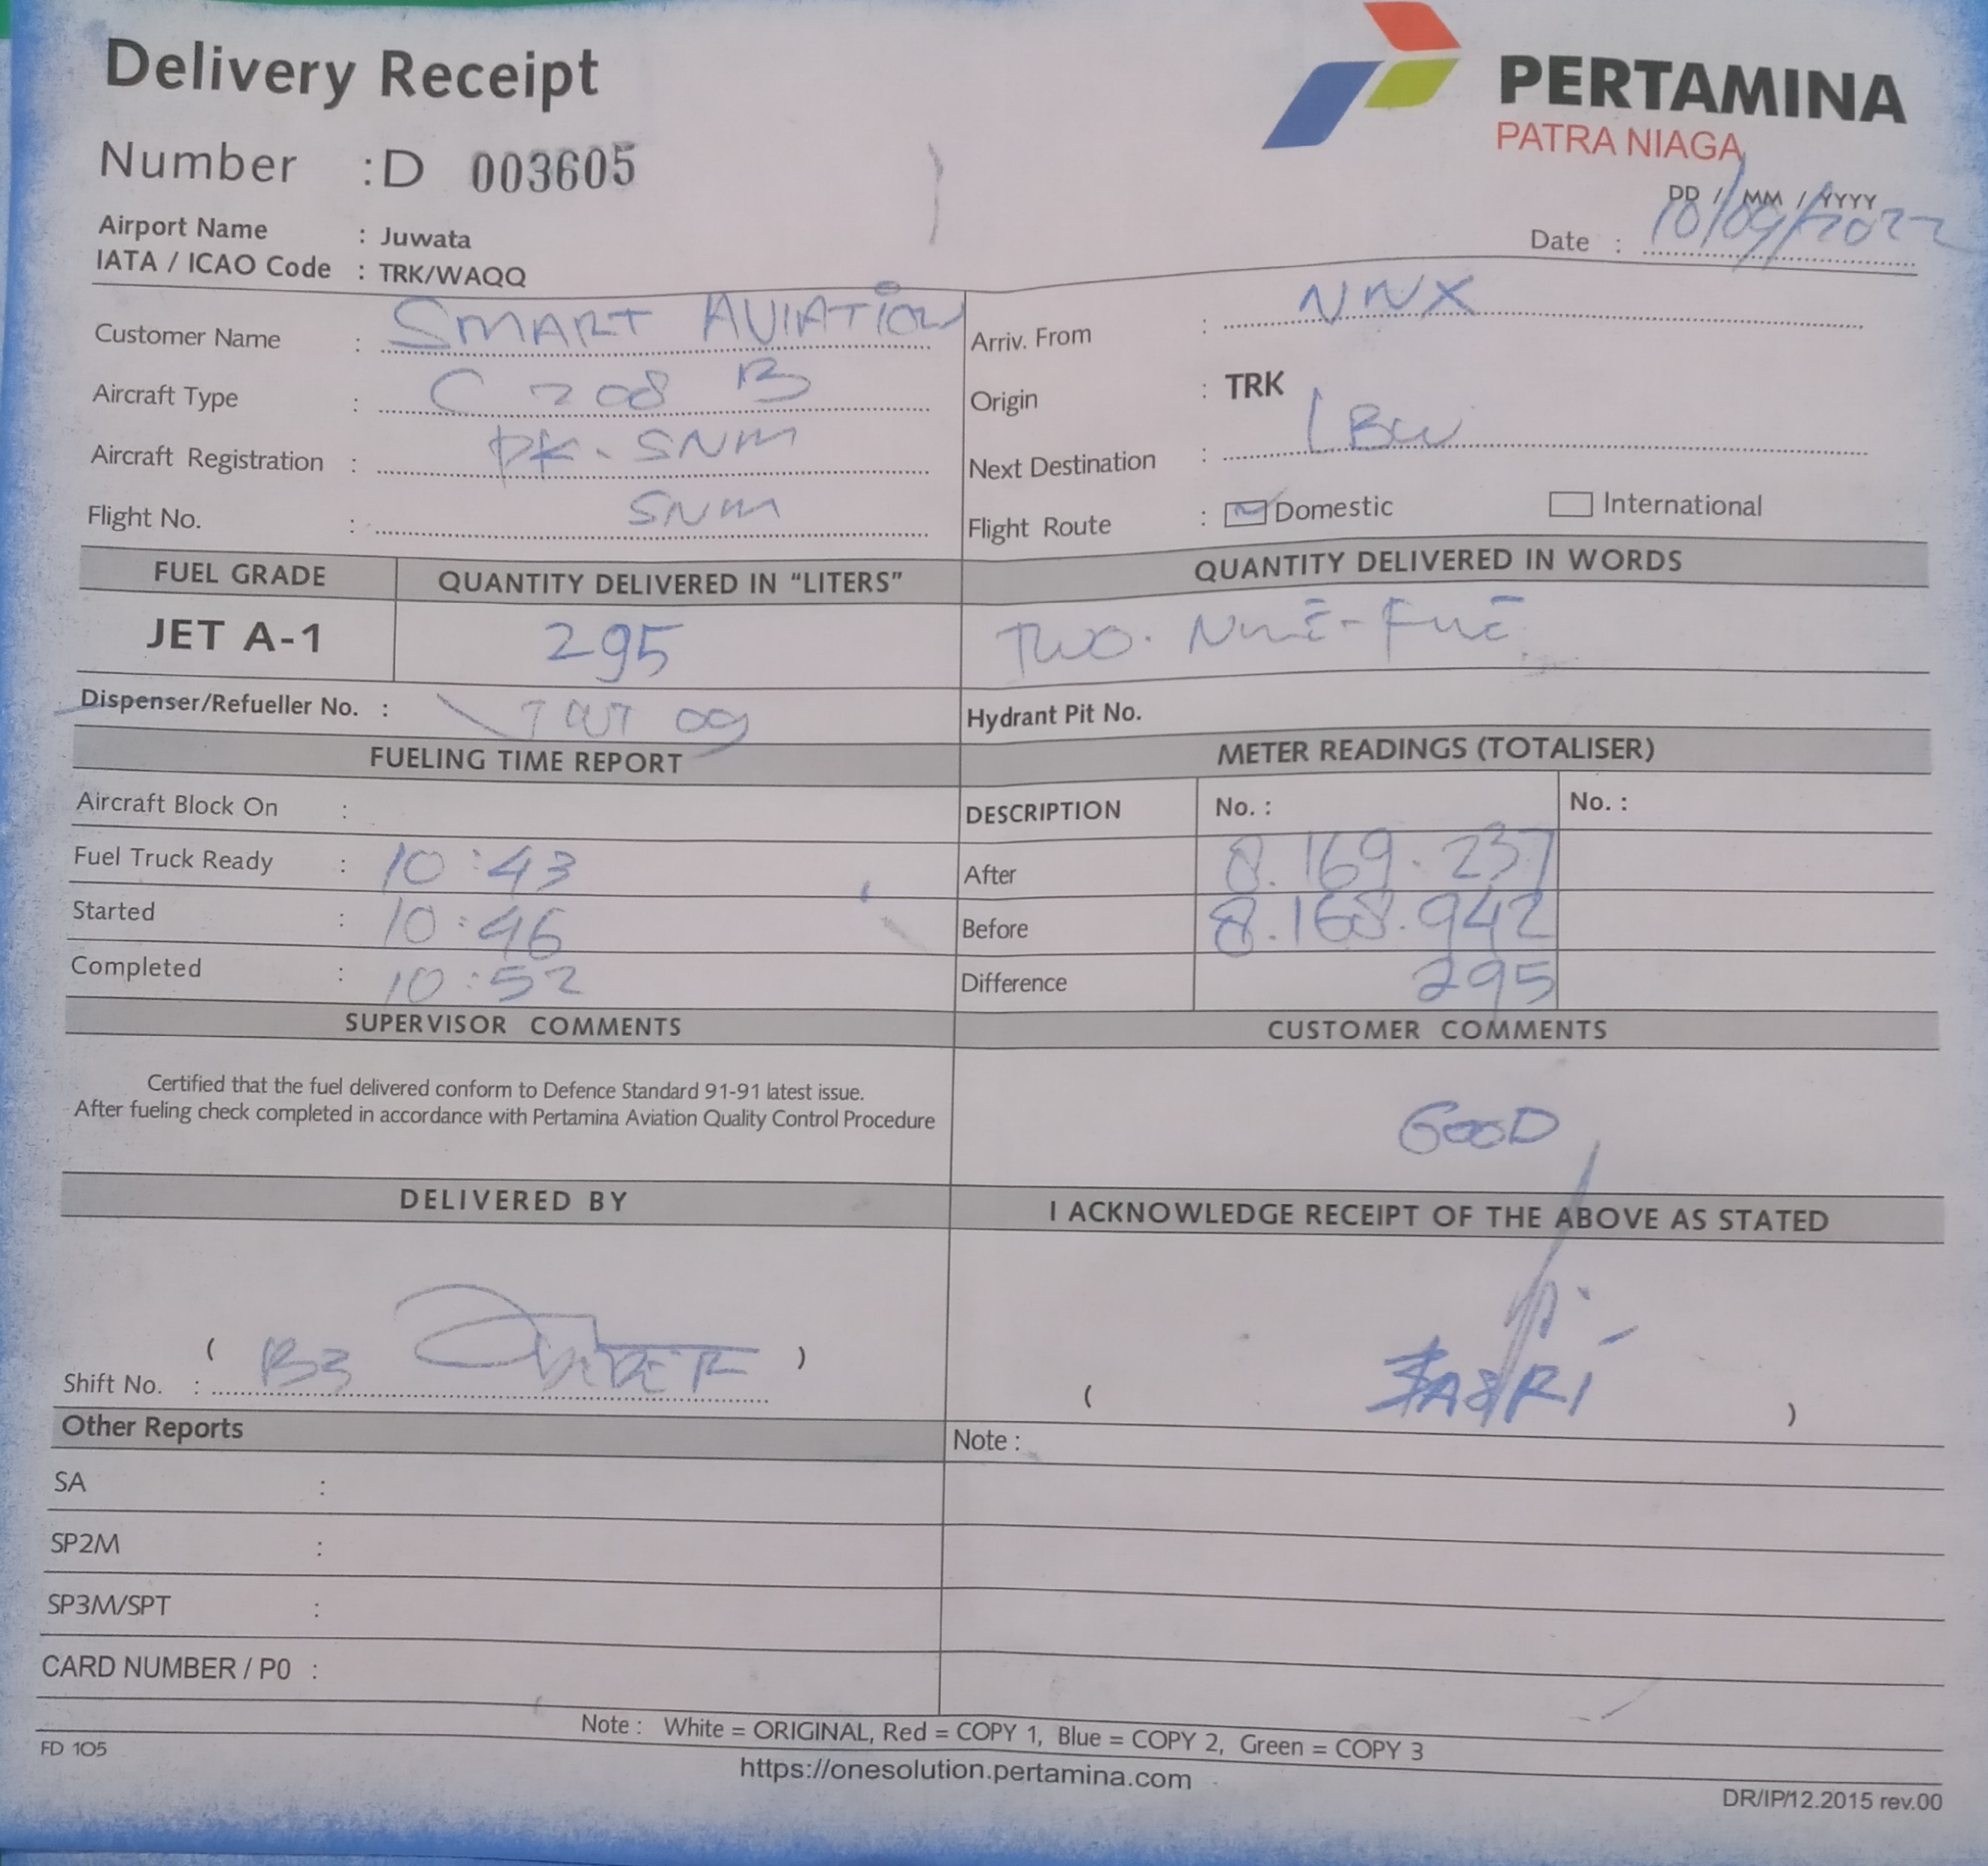 Delivery Receipt
PERTAMINA
PATRA NIAGA
Number : D 003605
DD / MM / YYYY
Date : 10/09/2022
Airport Name : Juwata
IATA / ICAO Code : TRK/WAQQ
Customer Name : SMART AVIATION
Arriv. From : NNX
Aircraft Type : C 208 B
Origin : TRK
Aircraft Registration : PK-SNM
Next Destination : LBW
Flight No. : SNM
Flight Route : Domestic International
FUEL GRADE QUANTITY DELIVERED IN "LITERS" QUANTITY DELIVERED IN WORDS
JET A-1 295 TWO. NINE-FIVE
Dispenser/Refueller No. : 09
Hydrant Pit No.
FUELING TIME REPORT METER READINGS (TOTALISER)
Aircraft Block On :
DESCRIPTION No. : No. :
Fuel Truck Ready : 10:43
After 8.169.237
Started : 10:46
Before 8.168.942
Completed : 10:52
Difference 295
SUPERVISOR COMMENTS CUSTOMER COMMENTS
Certified that the fuel delivered conform to Defence Standard 91-91 latest issue.
After fueling check completed in accordance with Pertamina Aviation Quality Control Procedure
GOOD
DELIVERED BY I ACKNOWLEDGE RECEIPT OF THE ABOVE AS STATED
( B3 )
Shift No. :
( )
Other Reports
Note :
SA :
SP2M :
SP3M/SPT :
CARD NUMBER / P0 :
Note : White = ORIGINAL, Red = COPY 1, Blue = COPY 2, Green = COPY 3
FD 105
https://onesolution.pertamina.com
DR/IP/12.2015 rev.00